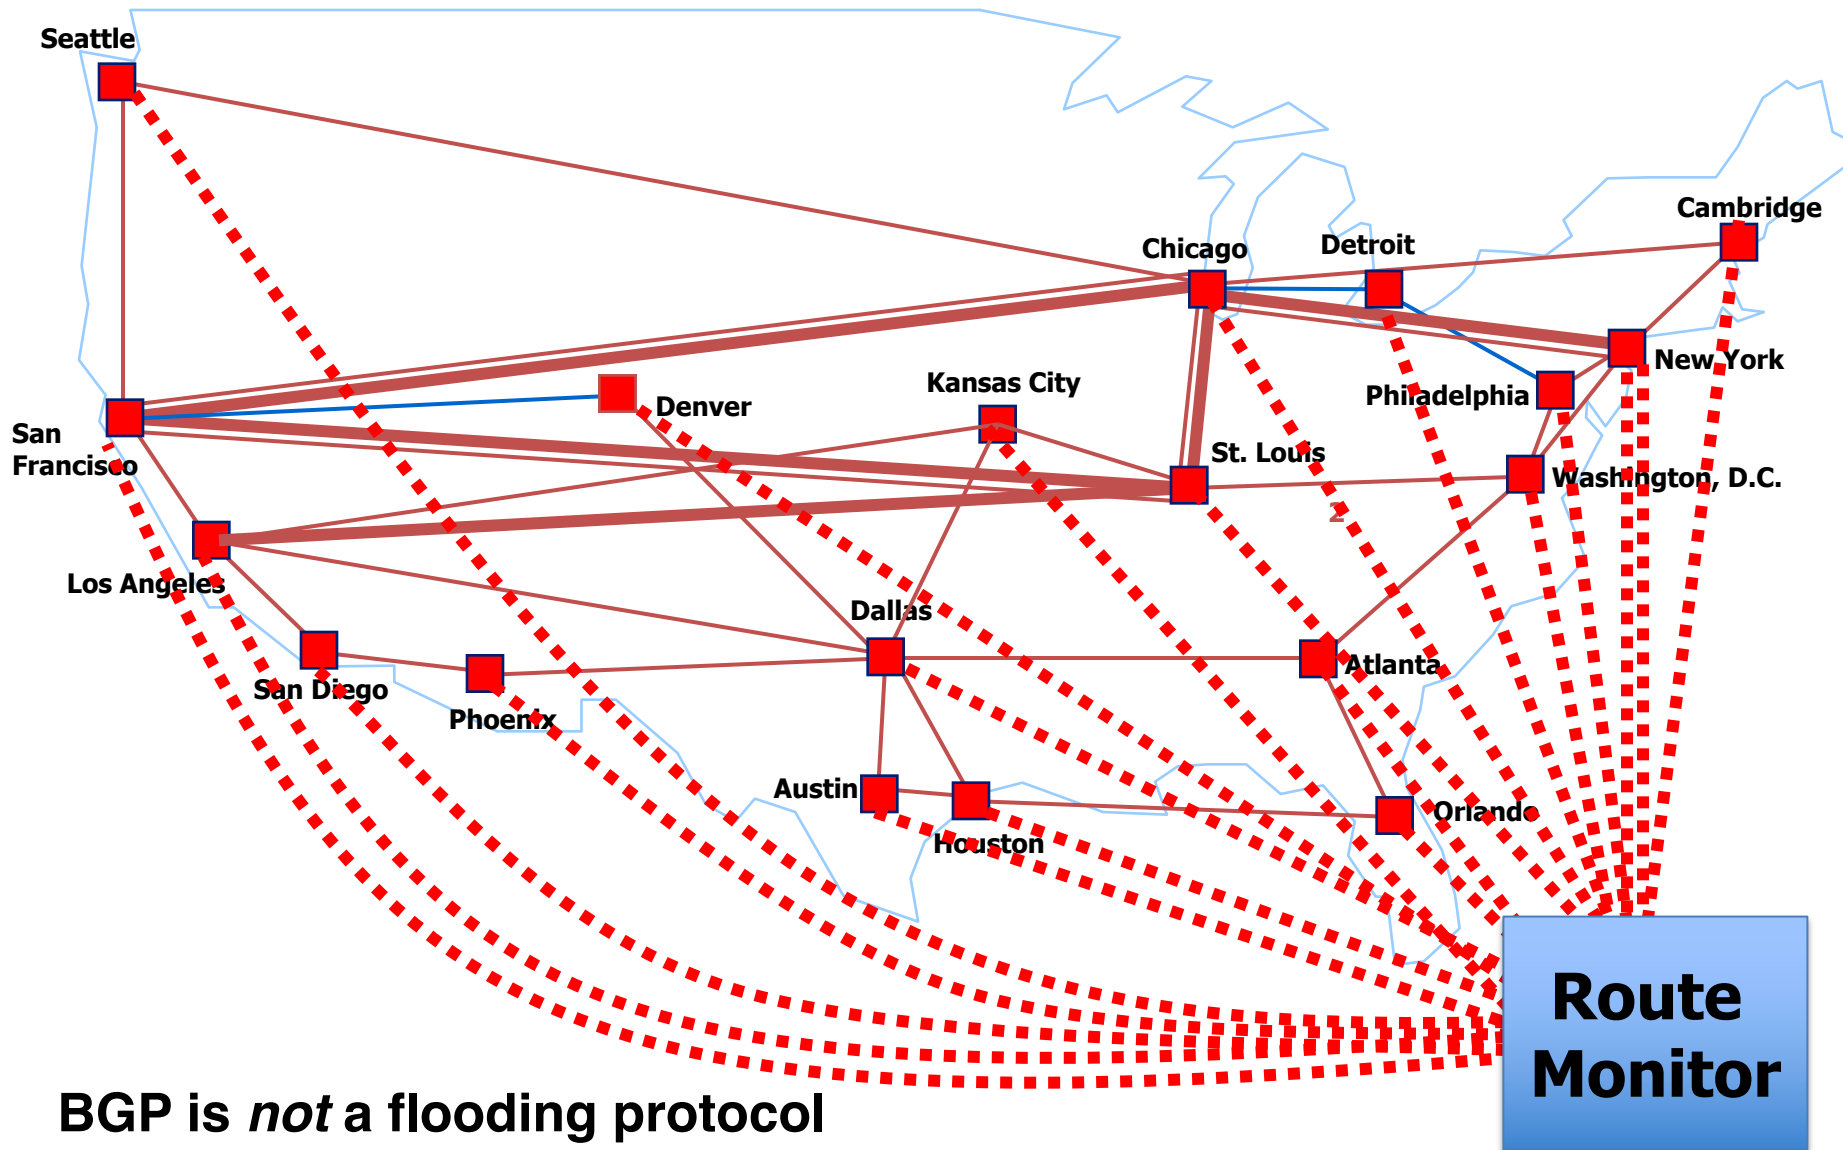 Seattle
Cambridge
Chicago
Detroit
New York
Kansas City
Philadelphia
Denver
San
Francisco
St. Louis
Washington, D.C.
2
Los Angeles
Dallas
Atlanta
San Diego
Phoenix
Austin
Orlando
Houston
Route
Monitor
BGP is not a flooding protocol